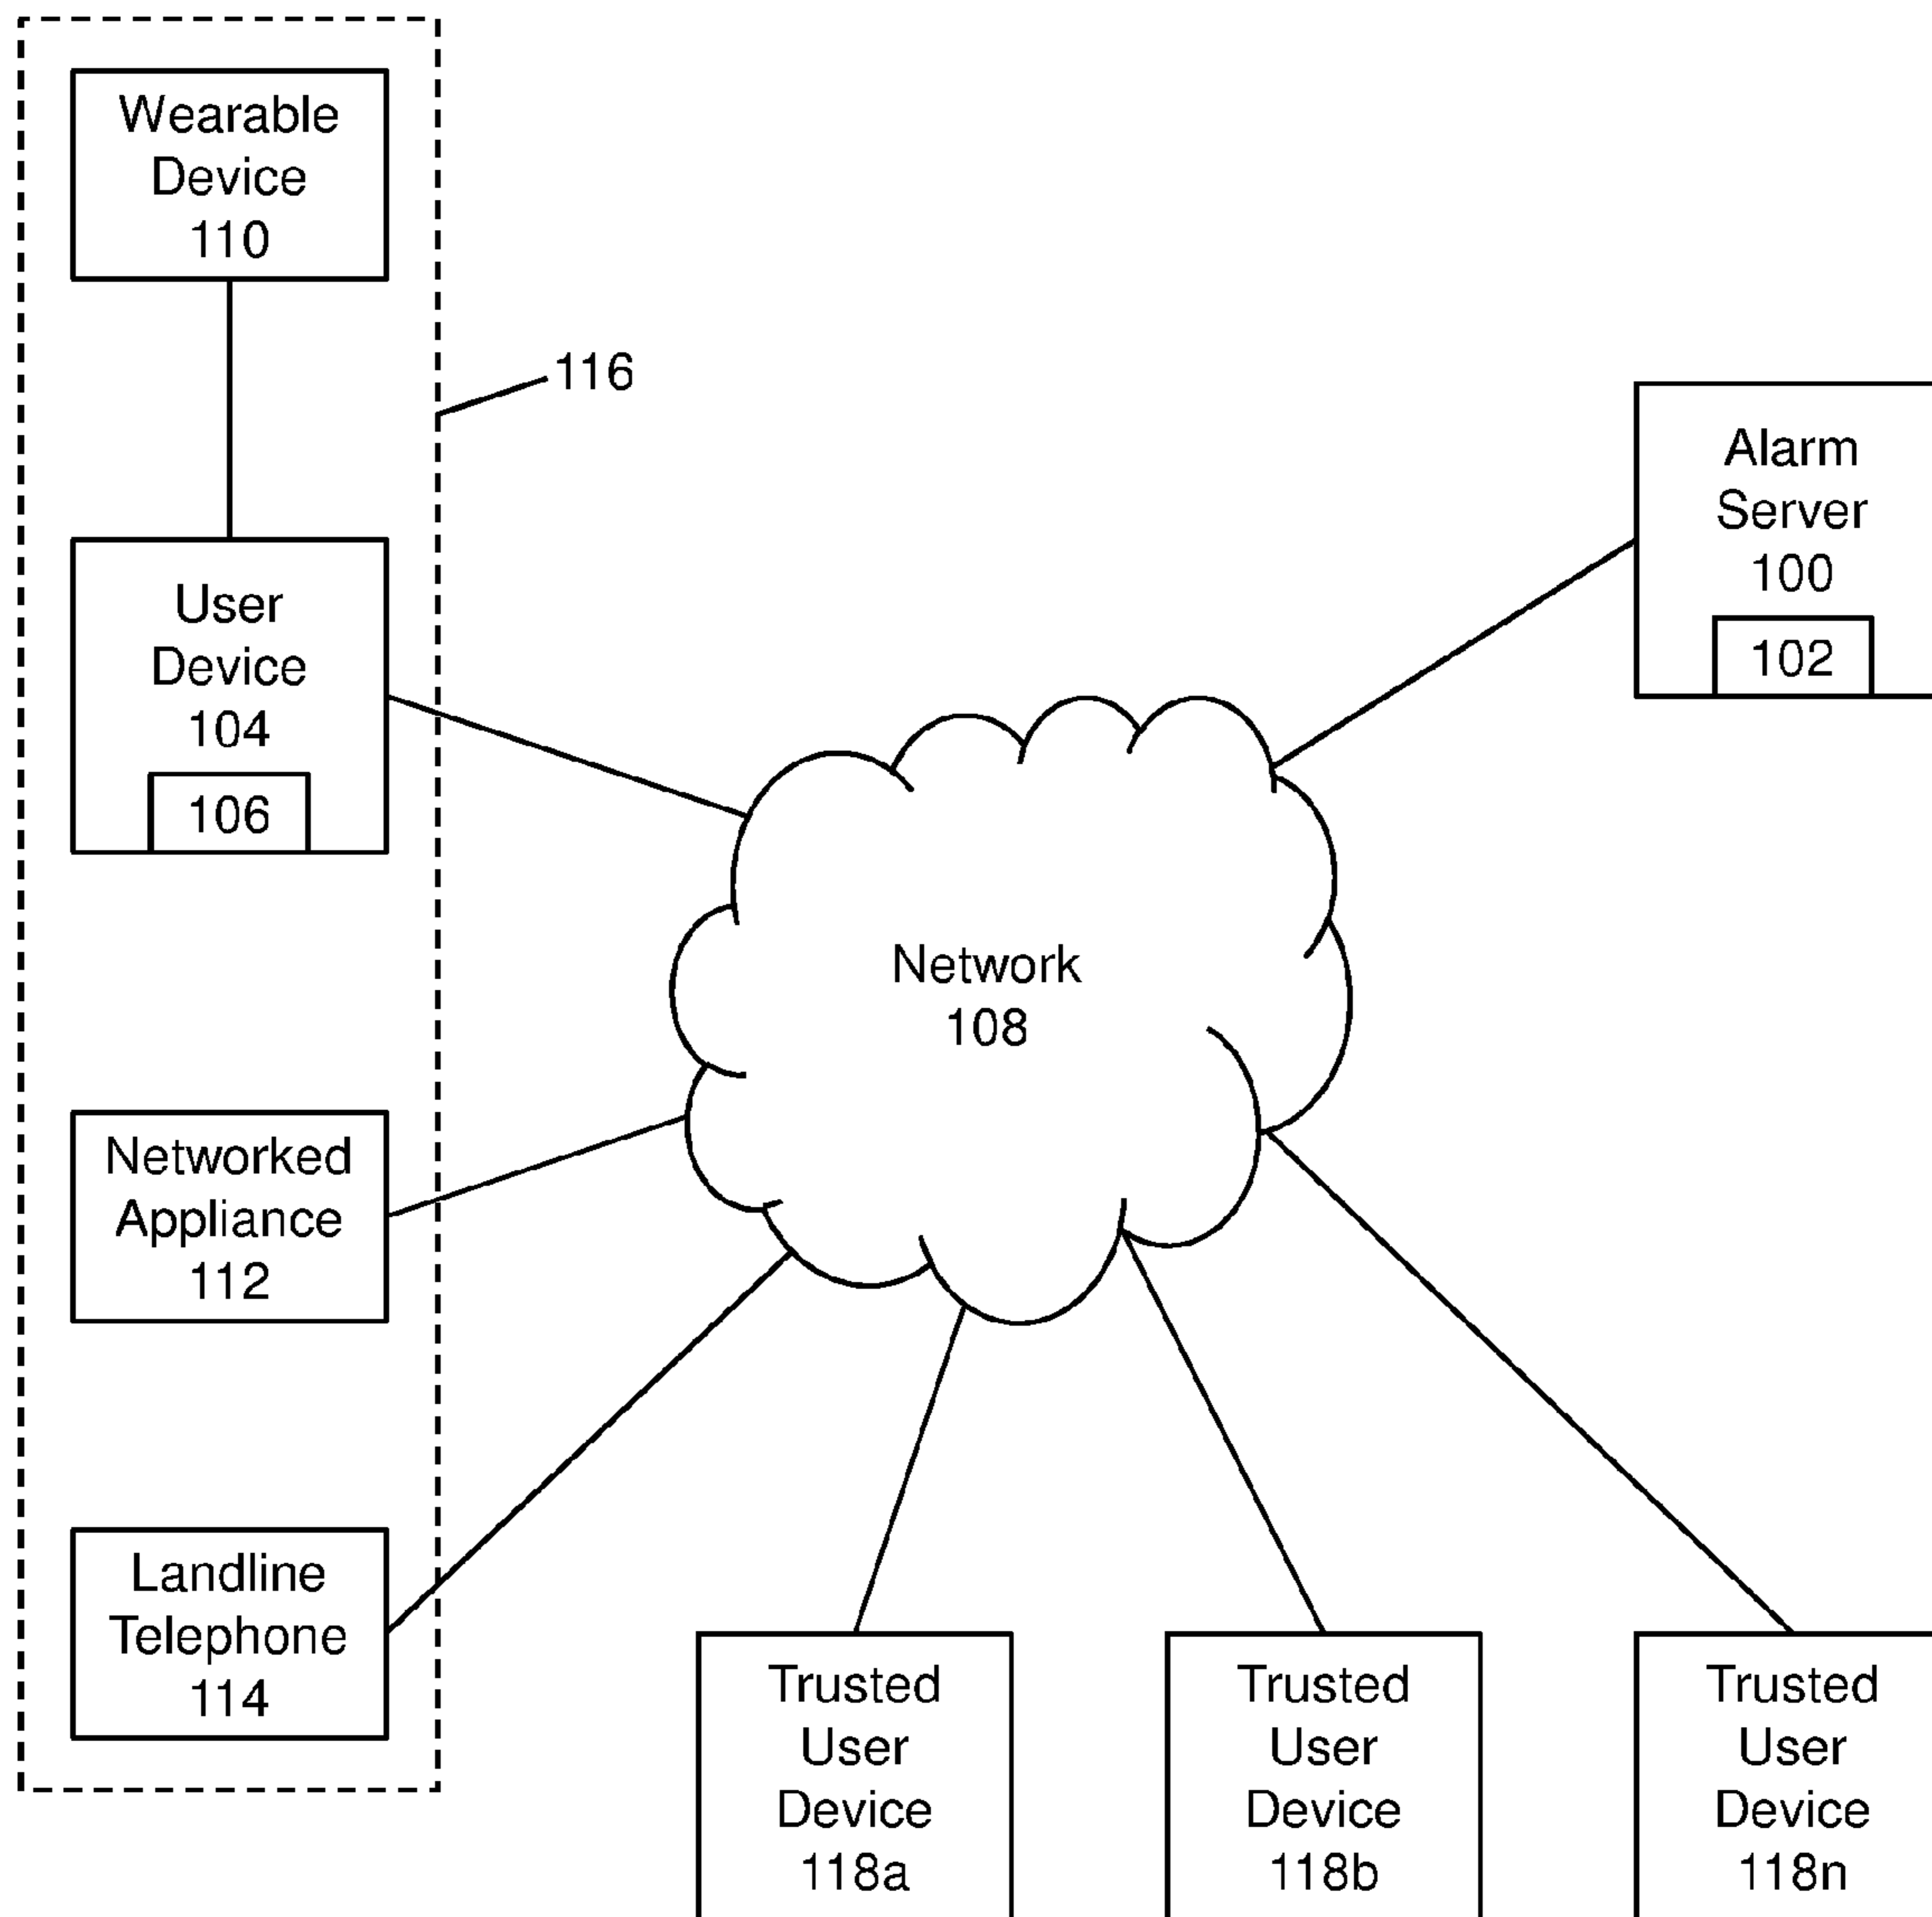 Wearable
Device
110
116
User
Device
104
106
Alarm
Server
100
102
Network
108
Networked
Appliance
112
Landline
Telephone
114
Trusted
User
Device
118a
Trusted
User
Device
118b
Trusted
User
Device
118n